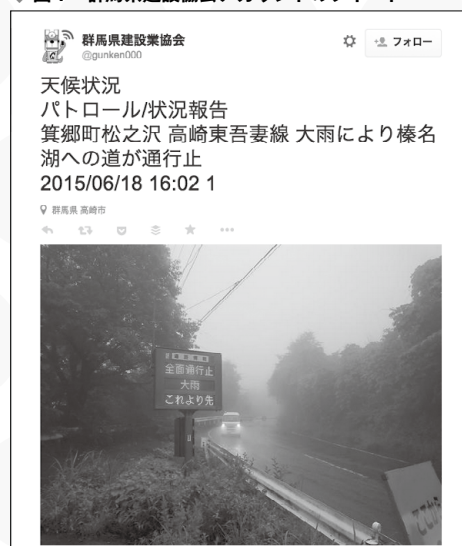 群馬県建設業協会
@gunken000
フォロー
天候状況
パトロール/状況報告
箕郷町松之沢 高崎東吾妻線 大雨により榛名
湖への道が通行止
2015/06/18 16:02 1
群馬県 高崎市
全面通行止
大雨
これより先